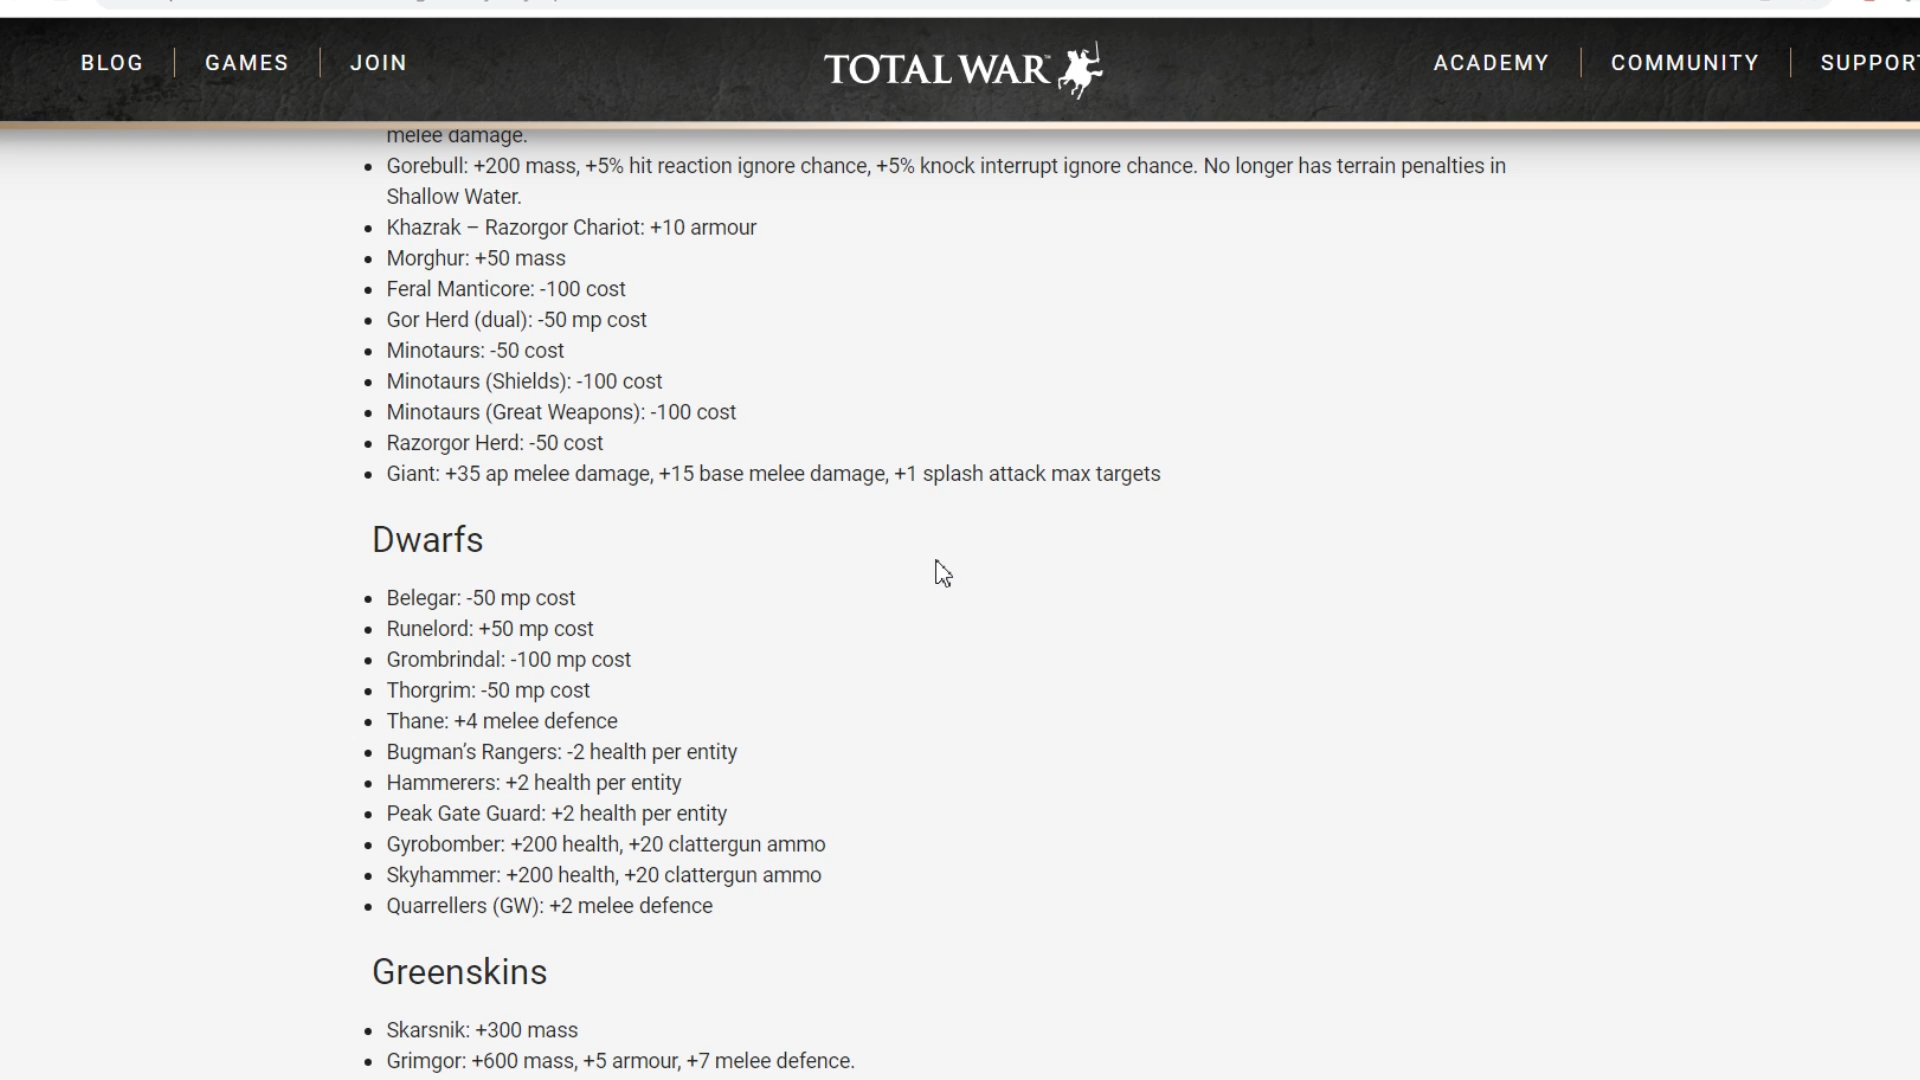 BLOG
GAMES
JOIN
TOTAL WAR
ACADEMY
COMMUNITY
SUPPORT
melee damage.
Gorebull: +200 mass, +5% hit reaction ignore chance, +5% knock interrupt ignore chance. No longer has terrain penalties in
Shallow Water.
Khazrak – Razorgor Chariot: +10 armour
Morghur: +50 mass
Feral Manticore: -100 cost
Gor Herd (dual): -50 mp cost
Minotaurs: -50 cost
Minotaurs (Shields): -100 cost
Minotaurs (Great Weapons): -100 cost
Razorgor Herd: -50 cost
Giant: +35 ap melee damage, +15 base melee damage, +1 splash attack max targets
Dwarfs
Belegar: -50 mp cost
Runelord: +50 mp cost
Grombrindal: -100 mp cost
Thorgrim: -50 mp cost
Thane: +4 melee defence
Bugman’s Rangers: -2 health per entity
Hammerers: +2 health per entity
Peak Gate Guard: +2 health per entity
Gyrobomber: +200 health, +20 clattergun ammo
Skyhammer: +200 health, +20 clattergun ammo
Quarrellers (GW): +2 melee defence
Greenskins
Skarsnik: +300 mass
Grimgor: +600 mass, +5 armour, +7 melee defence.